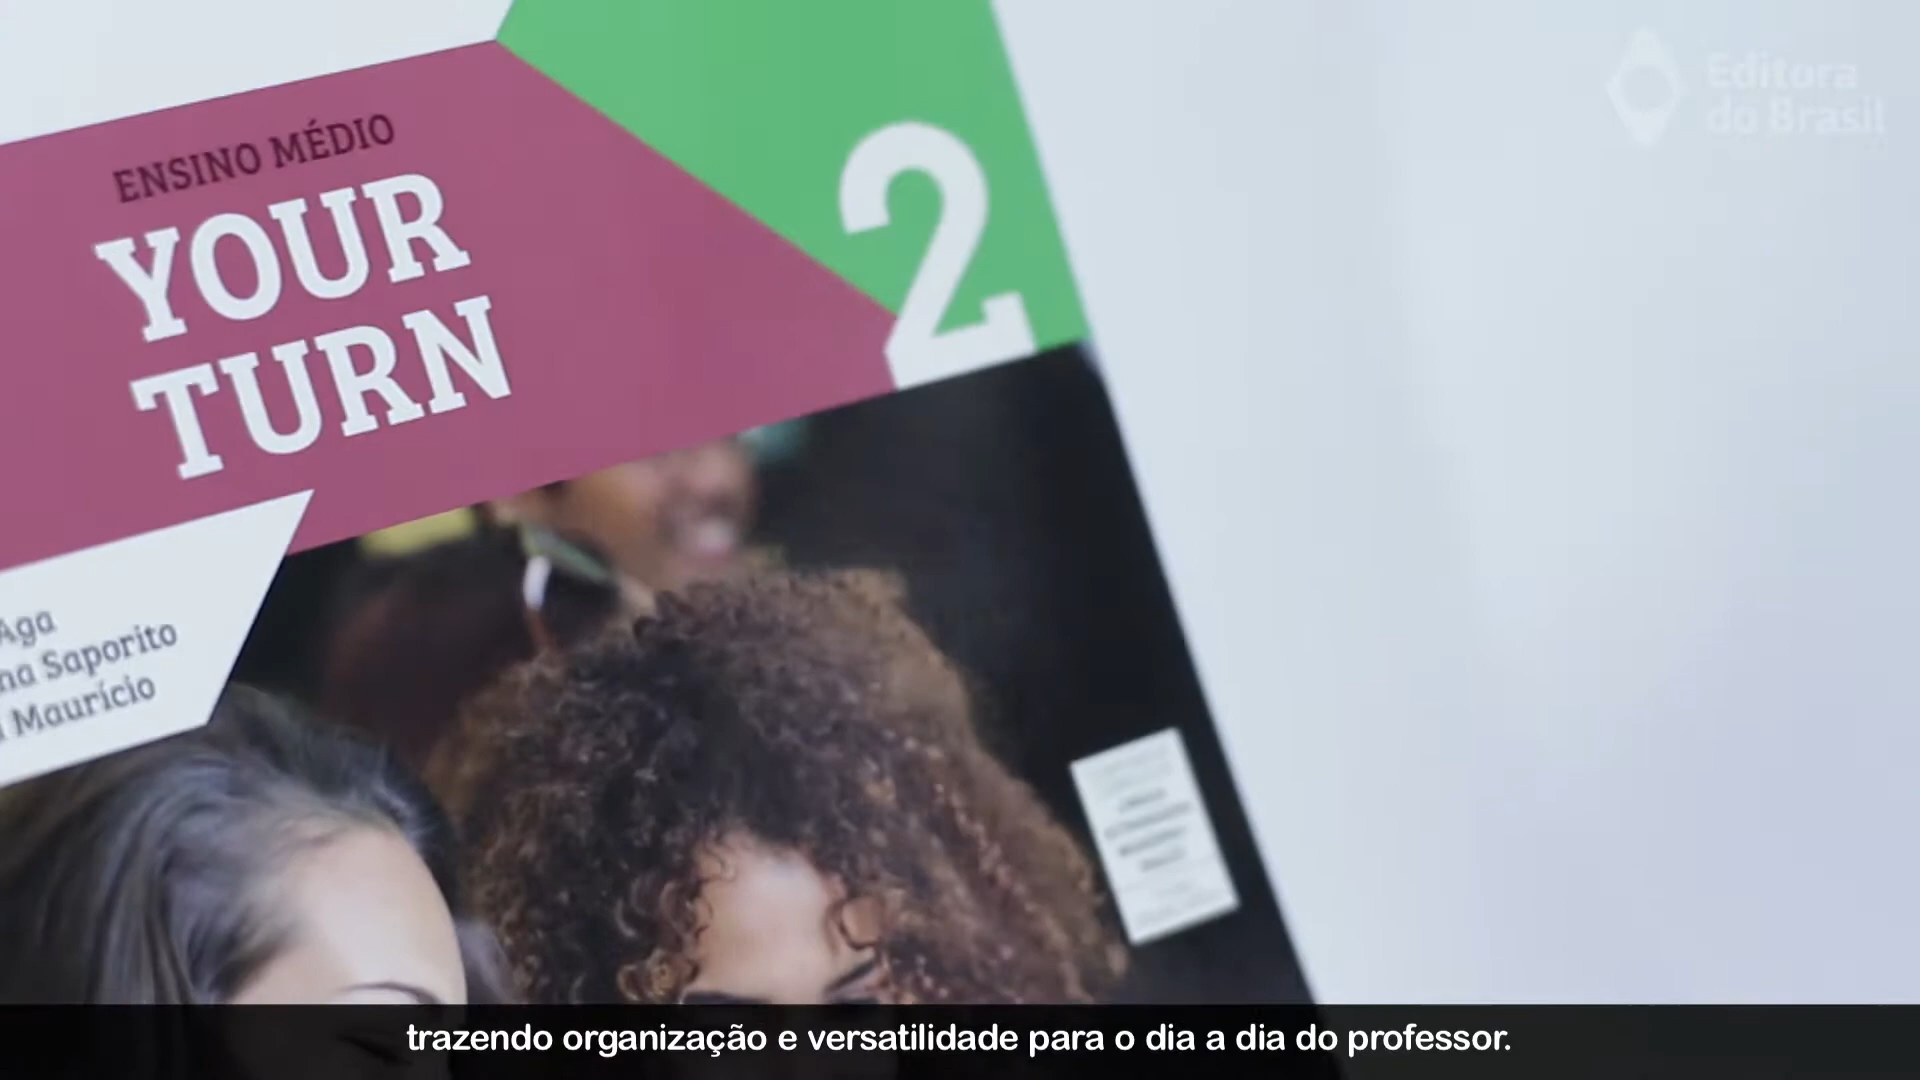 Editora
do Brasil
ENSINO MÉDIO
YOUR
TURN
2
Aga
na Saporito
Maurício
trazendo organização e versatilidade para o dia a dia do professor.